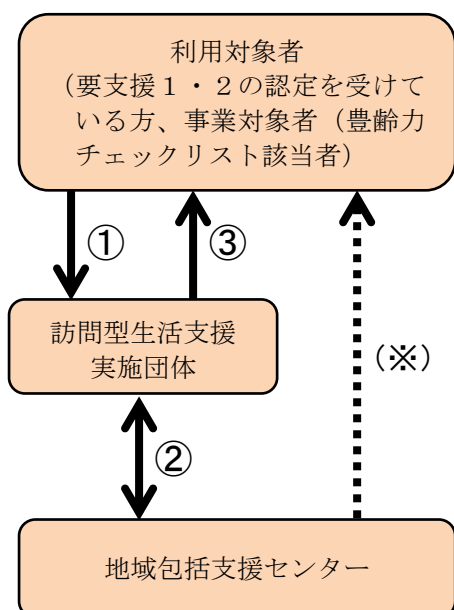 利用対象者
（要支援１・２の認定を受けて
いる方、事業対象者（豊齢力
チェックリスト該当者）
①
③
訪問型生活支援
実施団体
（※）
②
地域包括支援センター